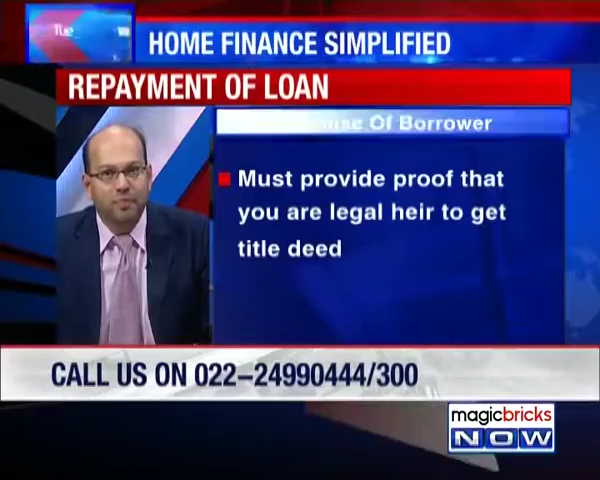 HOME FINANCE SIMPLIFIED
REPAYMENT OF LOAN
Of Borrower
Must provide proof that
you are legal heir to get
title deed
CALL US ON 022–24990444/300
magicbricks
NOW